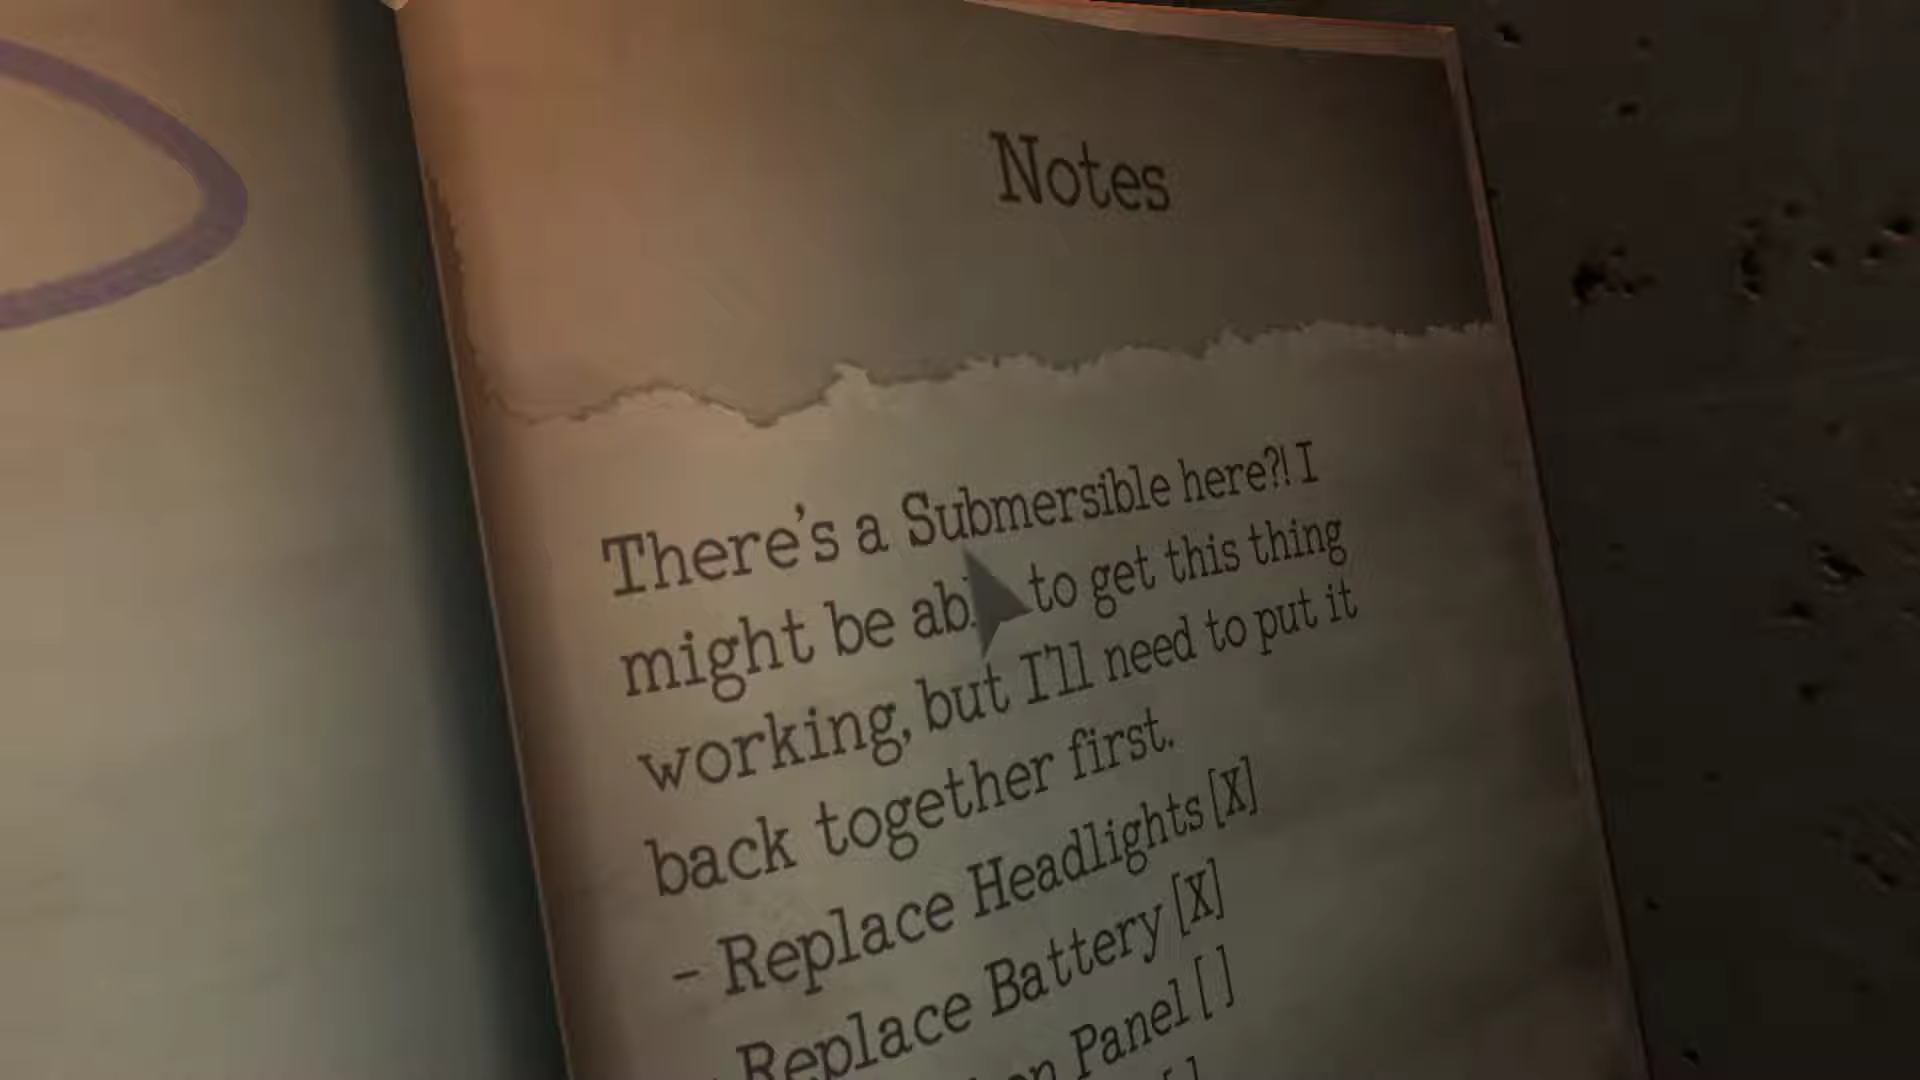 Notes
There's a Submersible here?! I
might be to get this thing
working, but I'll need to put it
back together first.
- Replace Headlights [X]
Replace Battery [X]
Panel [ ]
[ ]